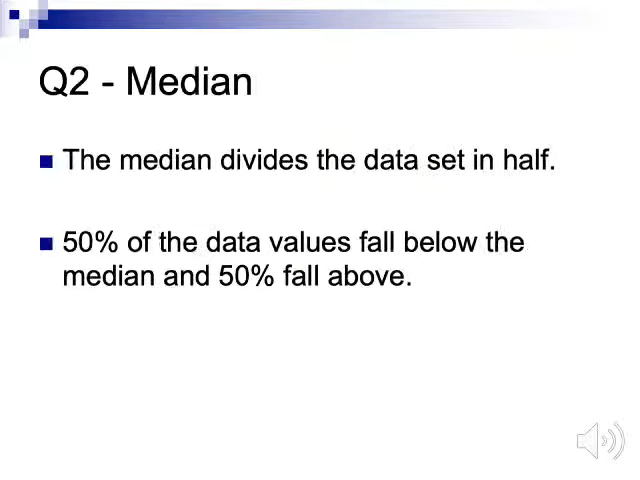 Q2 - Median
The median divides the data set in half.
50% of the data values fall below the
median and 50% fall above.